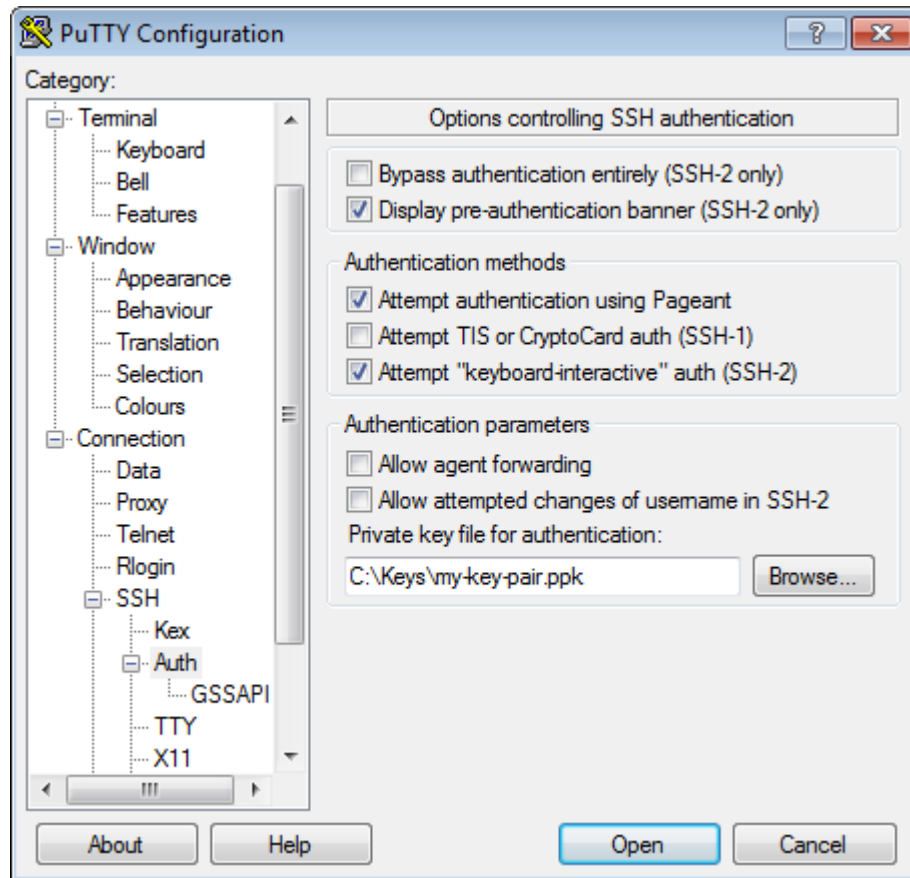 PuTTY Configuration
Category:
Terminal
Keyboard
Bell
Features
Window
Appearance
Behaviour
Translation
Selection
Colours
Connection
Data
Proxy
Telnet
Rlogin
SSH
Kex
Auth
GSSAPI
TTY
X11
Options controlling SSH authentication
Bypass authentication entirely (SSH-2 only)
Display pre-authentication banner (SSH-2 only)
Authentication methods
Attempt authentication using Pageant
Attempt TIS or CryptoCard auth (SSH-1)
Attempt "keyboard-interactive" auth (SSH-2)
Authentication parameters
Allow agent forwarding
Allow attempted changes of username in SSH-2
Private key file for authentication:
C:\Keys\my-key-pair.ppk
Browse...
About
Help
Open
Cancel